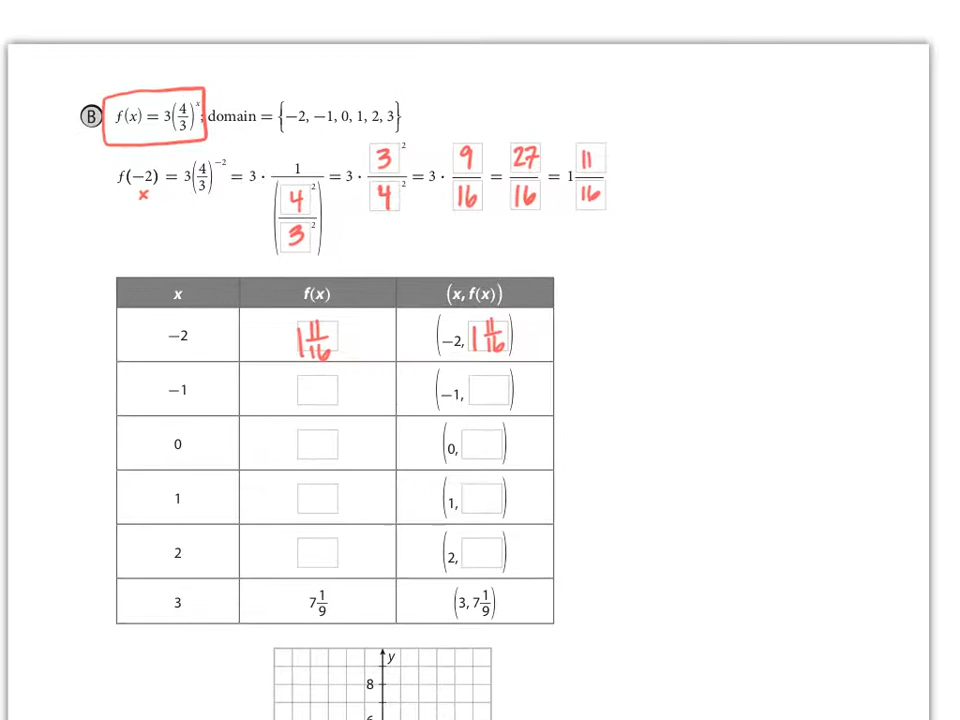 B f(x) = 3(4/3)^x; domain = {−2, −1, 0, 1, 2, 3}
f(−2) = 3(4/3)^−2 = 3 · 1/(4^2/3^2) = 3 · 3^2/4^2 = 3 · 9/16 = 27/16 = 1 11/16
x
x f(x) (x, f(x))
−2 1 11/16 (−2, 1 11/16)
−1 (−1, )
0 (0, )
1 (1, )
2 (2, )
3 7 1/9 (3, 7 1/9)
y
8
6